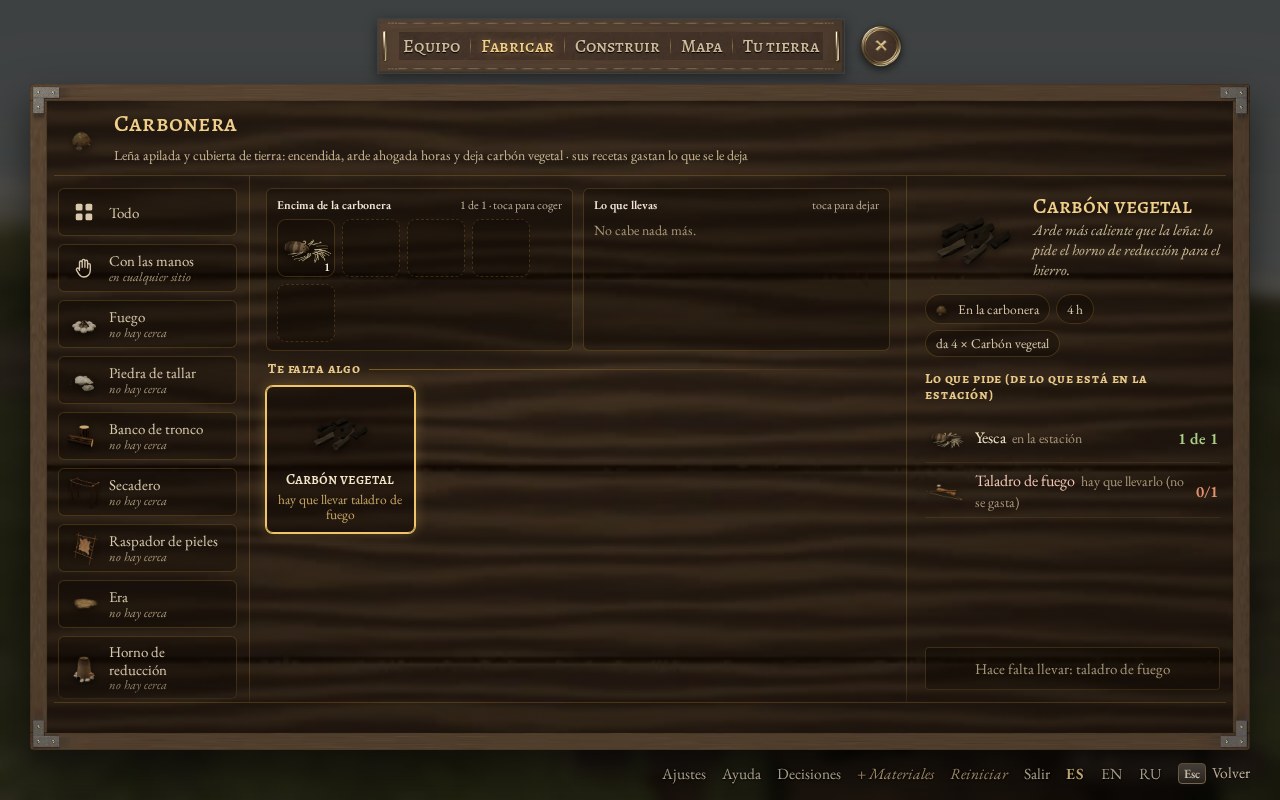 Equipo
Fabricar
Construir
Mapa
Tu tierra
Carbonera
Leña apilada y cubierta de tierra: encendida, arde ahogada horas y deja carbón vegetal · sus recetas gastan lo que se le deja
Todo
Con las manos
en cualquier sitio
Fuego
no hay cerca
Piedra de tallar
no hay cerca
Banco de tronco
no hay cerca
Secadero
no hay cerca
Raspador de pieles
no hay cerca
Era
no hay cerca
Horno de
reducción
no hay cerca
Encima de la carbonera
1 de 1 · toca para coger
1
Lo que llevas
toca para dejar
No cabe nada más.
Te falta algo
Carbón vegetal
hay que llevar taladro de
fuego
Carbón vegetal
Arde más caliente que la leña: lo
pide el horno de reducción para el
hierro.
En la carbonera
4 h
da 4 × Carbón vegetal
Lo que pide (de lo que está en la
estación)
Yesca en la estación
1 de 1
Taladro de fuego hay que llevarlo (no
se gasta)
0/1
Hace falta llevar: taladro de fuego
Ajustes
Ayuda
Decisiones
+ Materiales
Reiniciar
Salir
ES
EN
RU
Esc
Volver